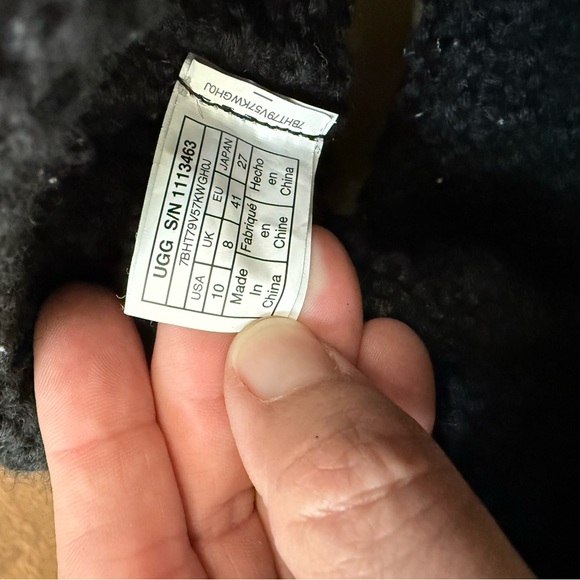 7BHT79V57KWGH0J
UGG S/N 1113463
7BHT79V57KWGH0J
USA UK EU JAPAN
10 8 41 27
Made Fabriqué Hecho
In en en
China Chine China